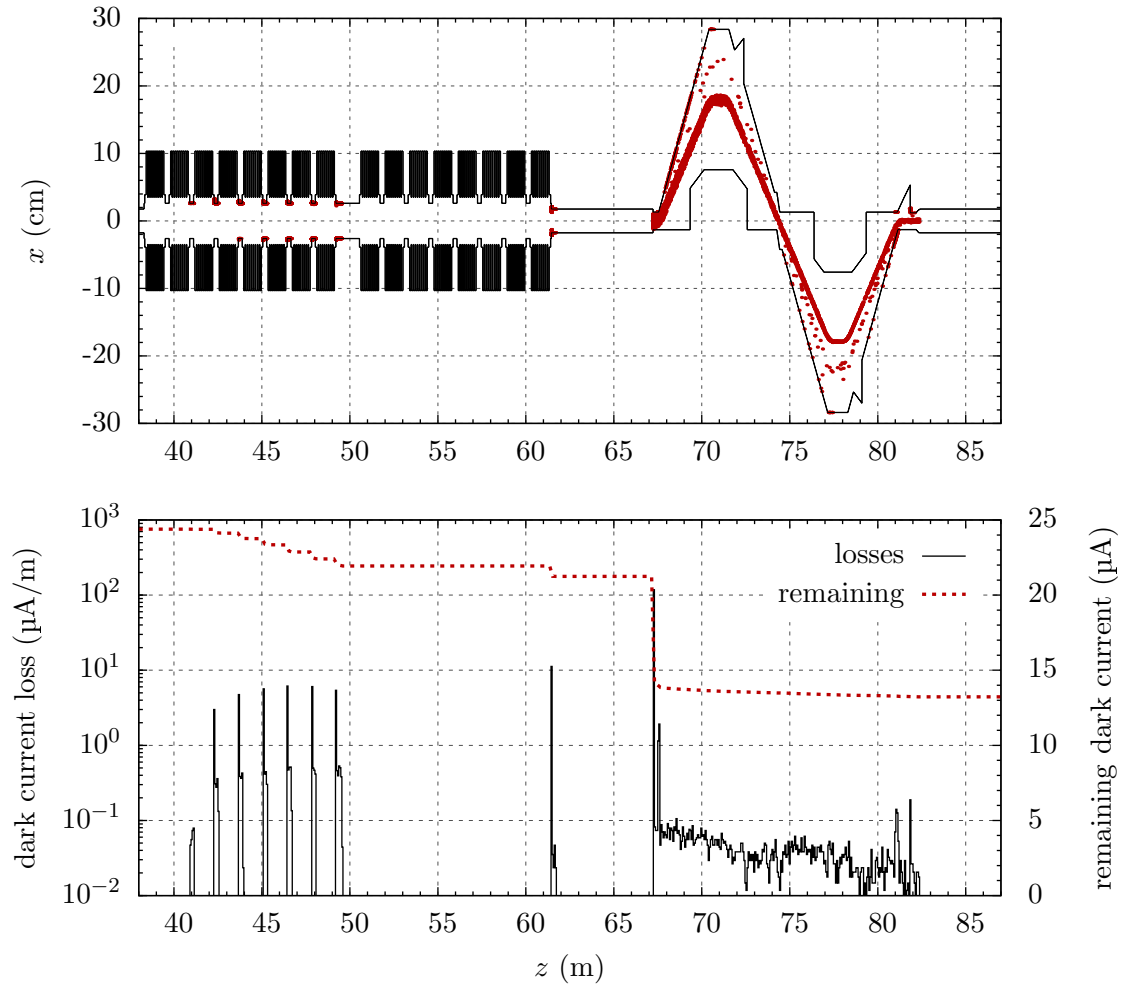 30
20
10
0
-10
-20
-30
x (cm)
40 45 50 55 60 65 70 75 80 85
10³
10²
10¹
10⁰
10⁻¹
10⁻²
dark current loss (µA/m)
losses
remaining
25
20
15
10
5
0
remaining dark current (µA)
40 45 50 55 60 65 70 75 80 85
z (m)